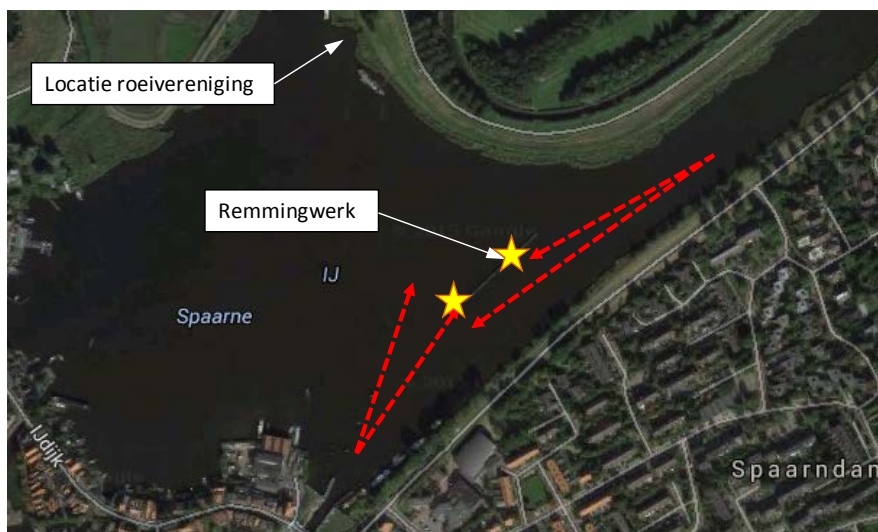 Locatie roeivereniging
Remmingwerk
IJ
Spaarne
IJdijk
Spaarndam